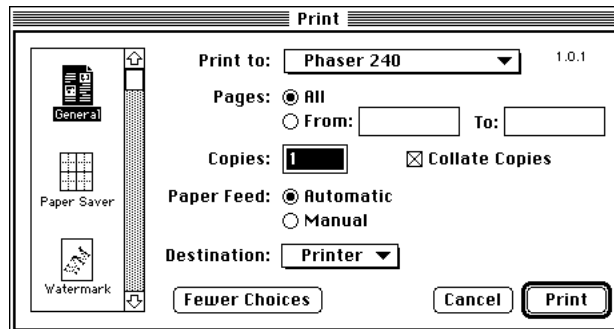 Print
Print to: Phaser 240 1.0.1
Pages: All
From: To:
General
Copies: 1 Collate Copies
Paper Saver
Paper Feed: Automatic
Manual
Destination: Printer
Watermark
Fewer Choices Cancel Print